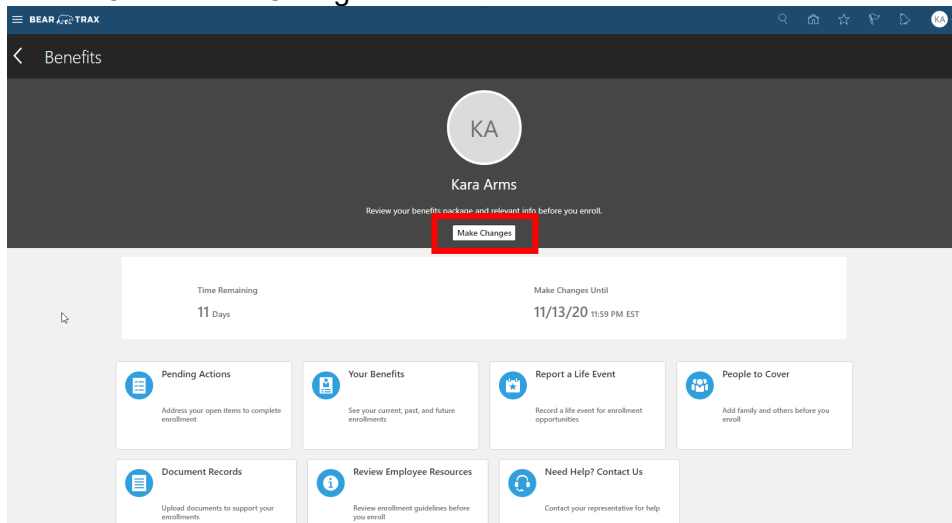 BEAR TRAX
KA
Benefits
KA
Kara Arms
Review your benefits package and relevant info before you enroll.
Make Changes
Time Remaining
11 Days
Make Changes Until
11/13/20 11:59 PM EST
Pending Actions
Address your open items to complete
enrollment
Your Benefits
See your current, past, and future
enrollments
Report a Life Event
Record a life event for enrollment
opportunities
People to Cover
Add family and others before you
enroll
Document Records
Upload documents to support your
enrollments
Review Employee Resources
Review enrollment guidelines before
you enroll
Need Help? Contact Us
Contact your representative for help